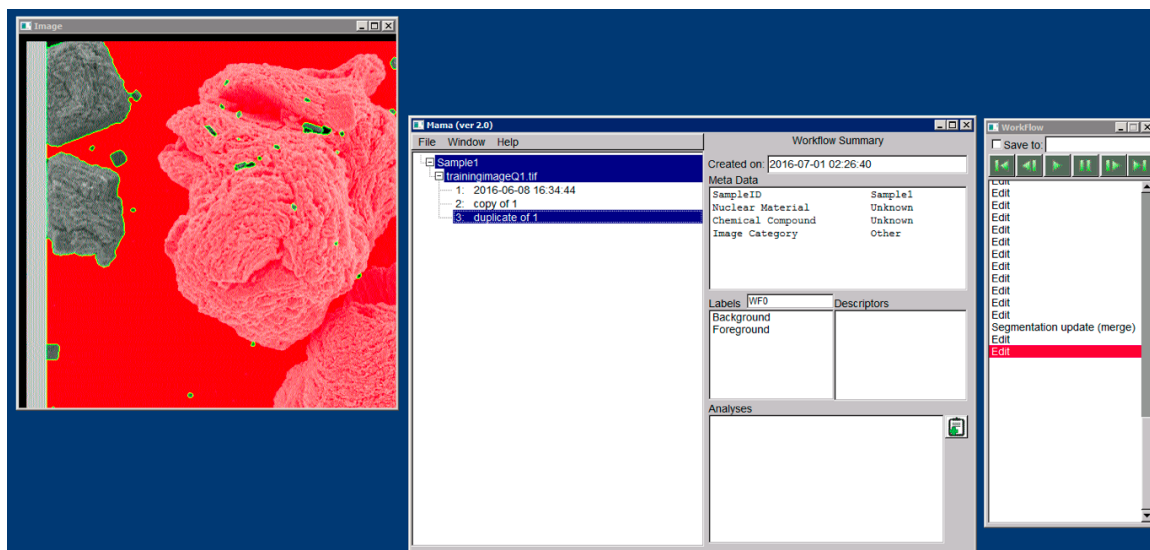 Image
Mama (ver 2.0)
File Window Help
Sample1
trainingimageQ1.tif
1: 2016-06-08 16:34.44
2: copy of 1
3: duplicate of 1
Workflow Summary
Created on: 2016-07-01 02:26:40
Meta Data
SampleID Sample1
Nuclear Material Unknown
Chemical Compound Unknown
Image Category Other
Labels WF0 Descriptors
Background
Foreground
Analyses
WorkFlow
Save to:
Edit
Edit
Edit
Edit
Edit
Edit
Edit
Edit
Edit
Edit
Edit
Edit
Segmentation update (merge)
Edit
Edit